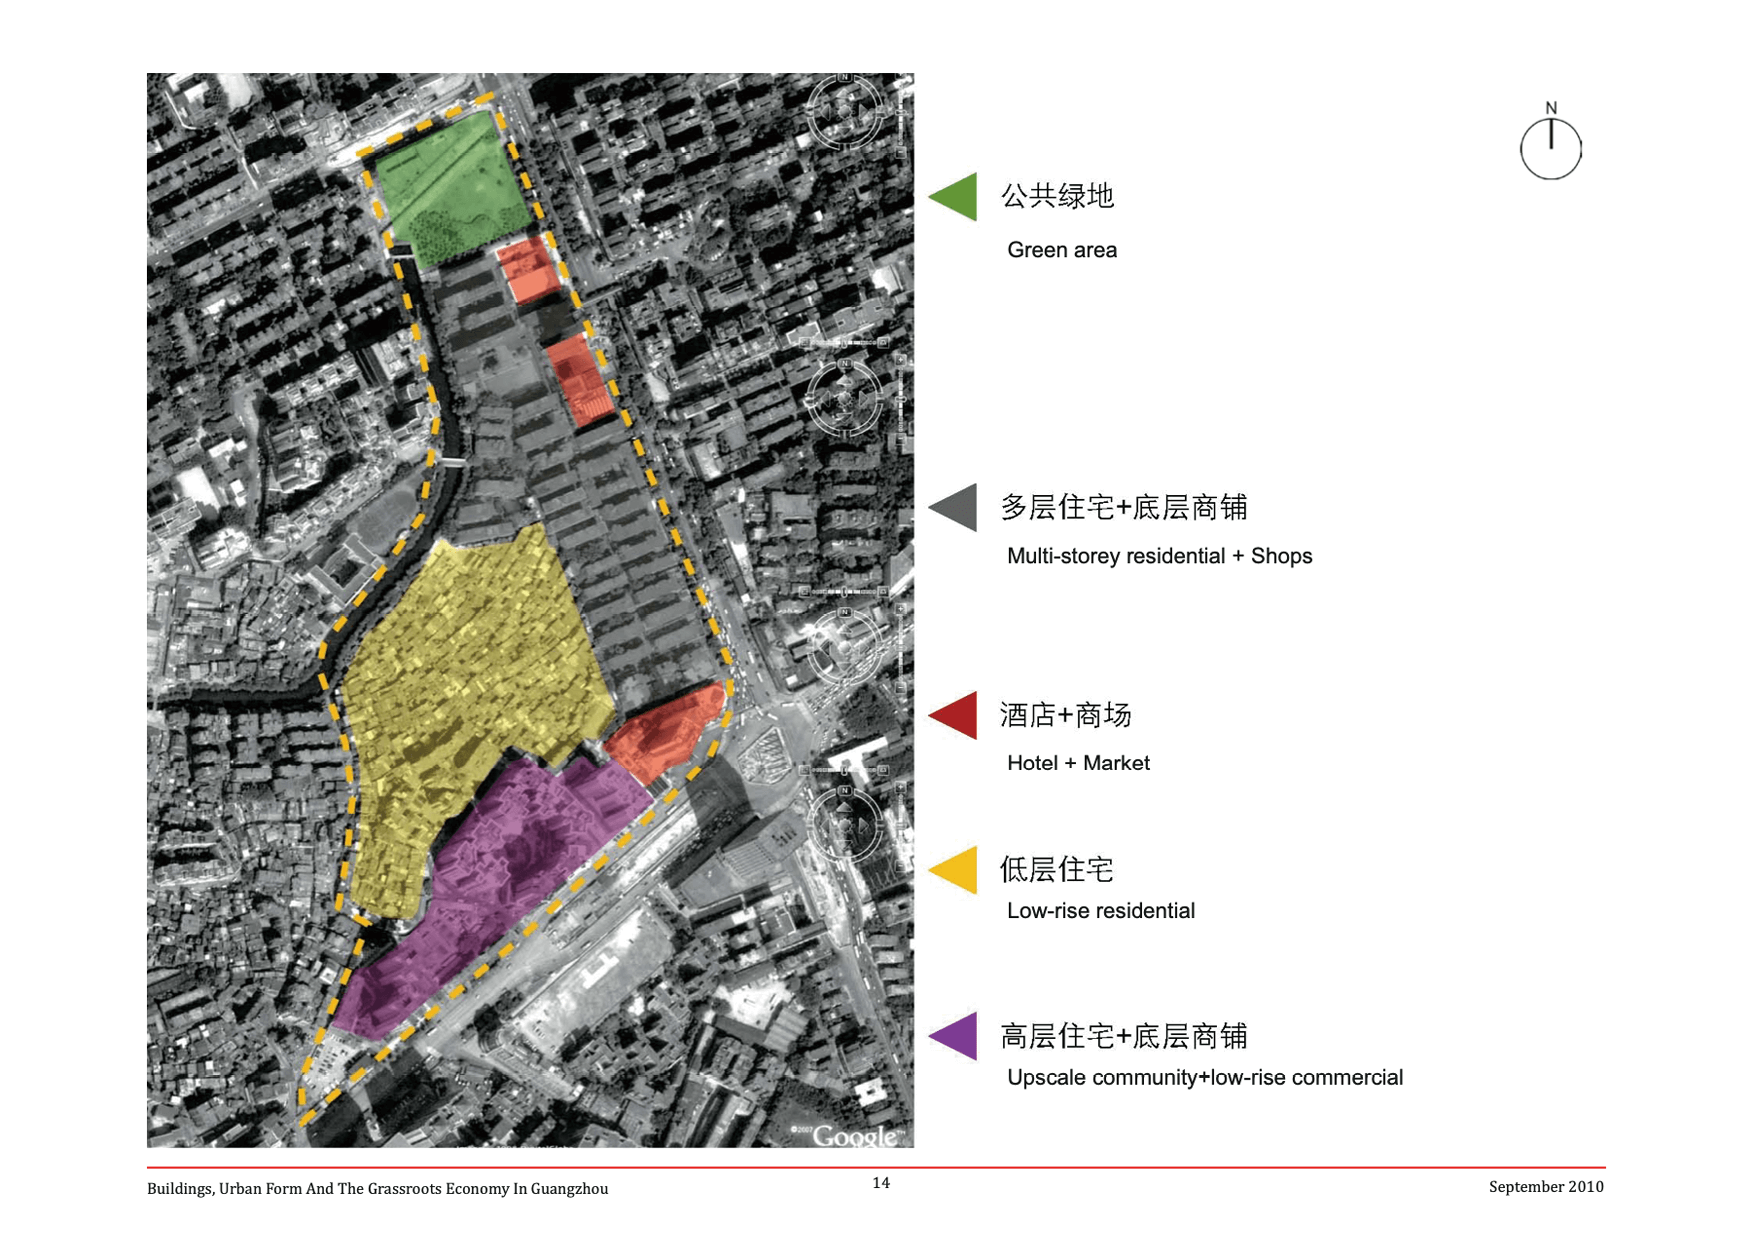 N
公共绿地
Green area
多层住宅+底层商铺
Multi-storey residential + Shops
酒店+商场
Hotel + Market
低层住宅
Low-rise residential
高层住宅+底层商铺
Upscale community+low-rise commercial
N
N
N
N
©2007 Google™
Buildings, Urban Form And The Grassroots Economy In Guangzhou
14
September 2010